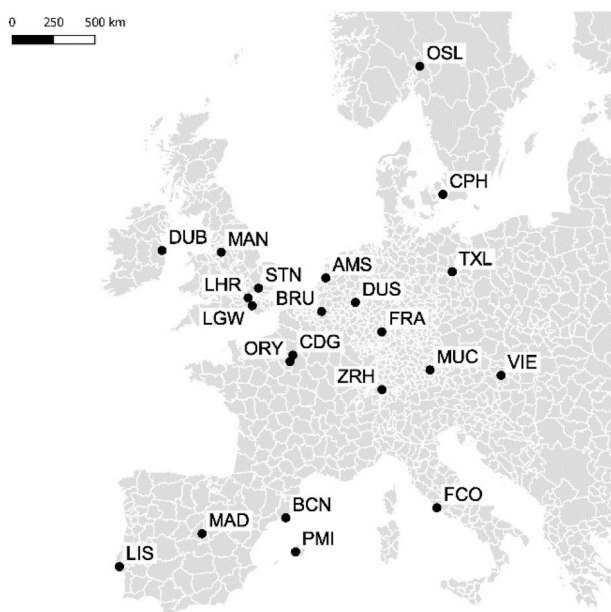 0 250 500 km
OSL
CPH
DUB
MAN
STN
AMS
TXL
LHR
BRU
DUS
LGW
FRA
ORY
CDG
MUC
VIE
ZRH
FCO
BCN
MAD
PMI
LIS